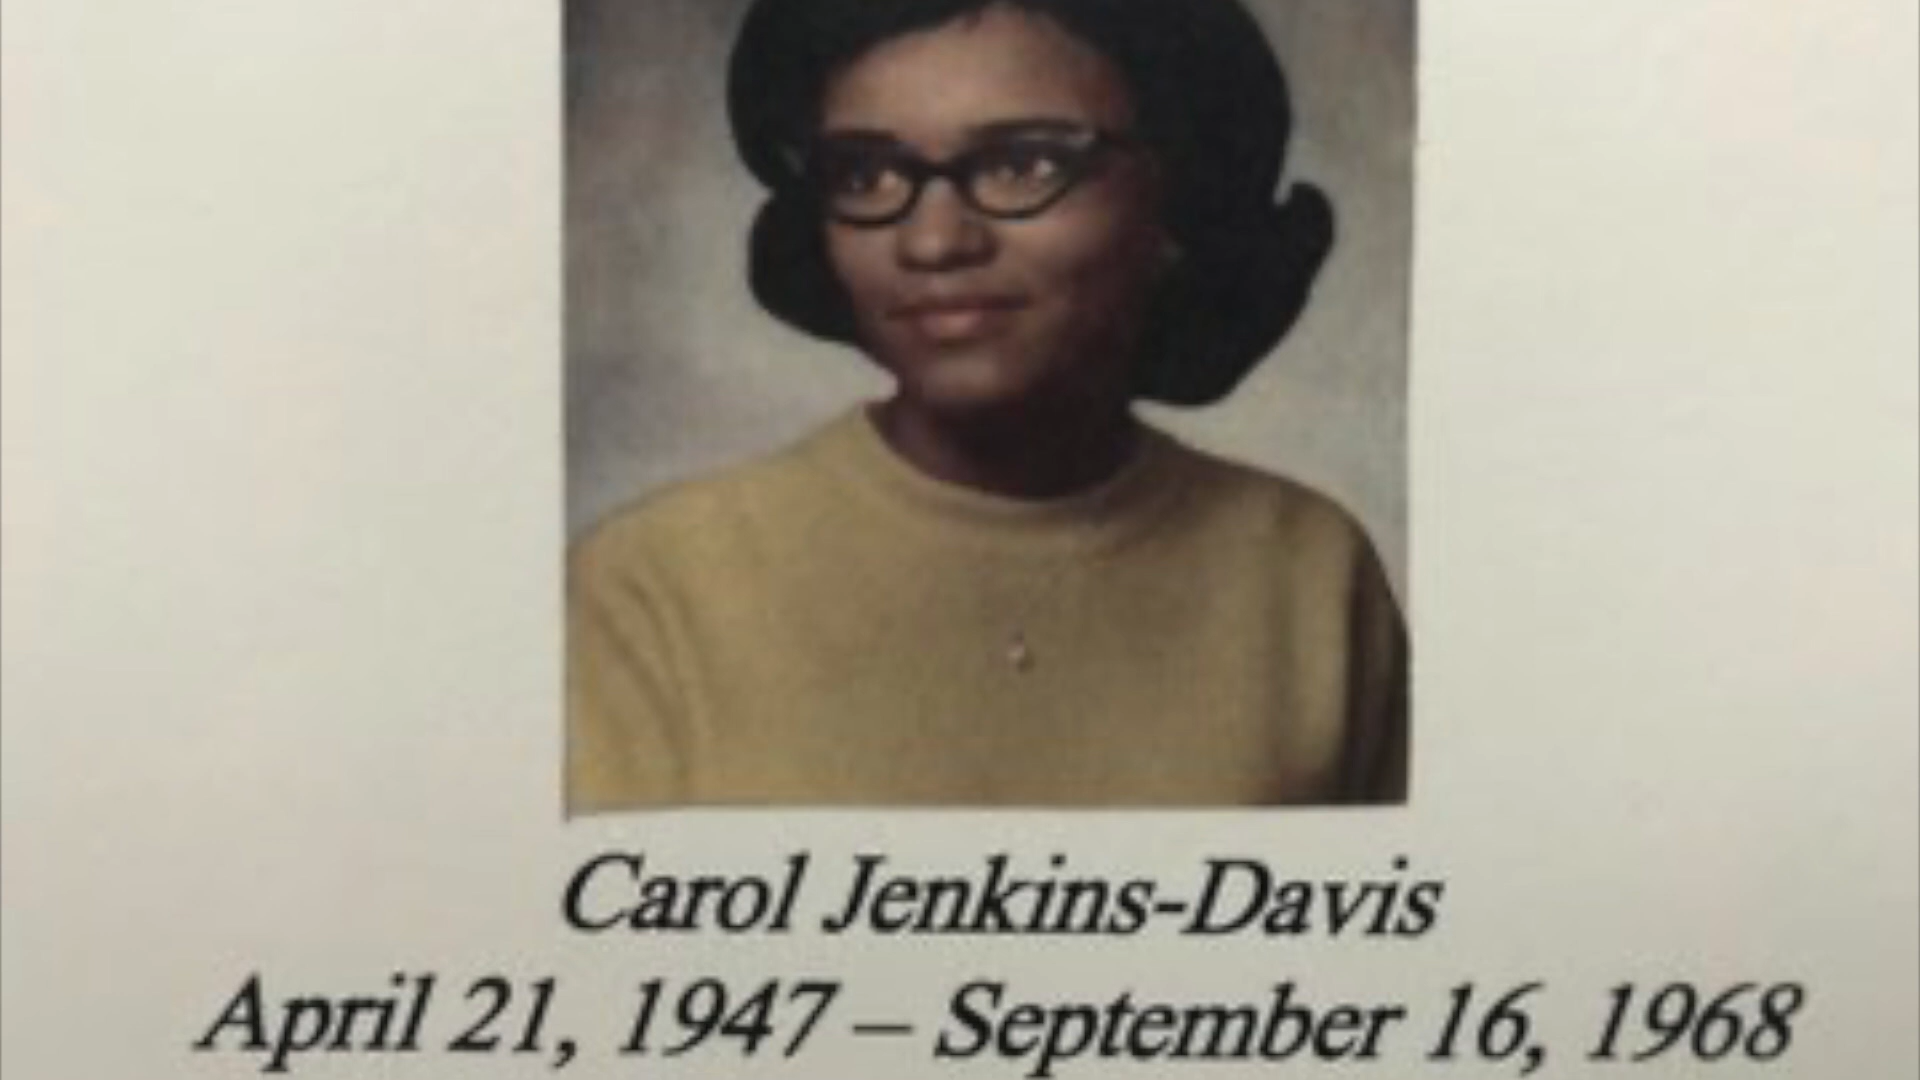 Carol Jenkins-Davis
April 21, 1947 – September 16, 1968